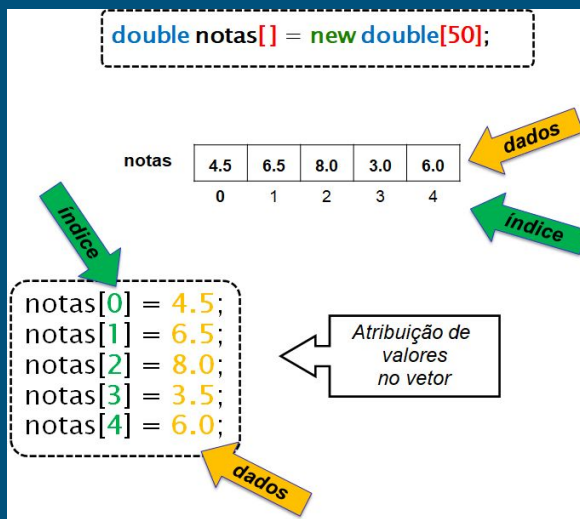 double notas[ ] = new double[50];
dados
notas 4.5 6.5 8.0 3.0 6.0
0 1 2 3 4
índice
índice
notas[0] = 4.5;
notas[1] = 6.5;
notas[2] = 8.0;
notas[3] = 3.5;
notas[4] = 6.0;
Atribuição de
valores
no vetor
dados